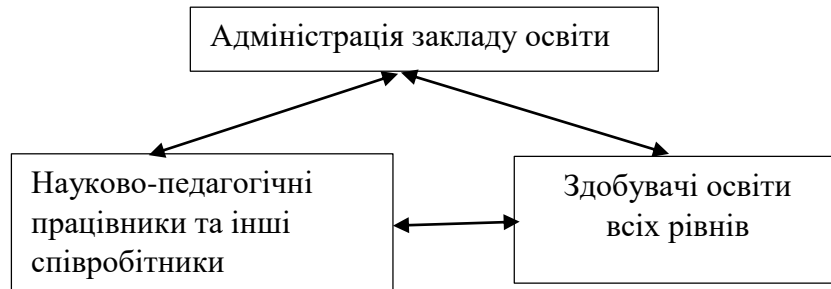 Адміністрація закладу освіти
Науково-педагогічні
працівники та інші
співробітники
Здобувачі освіти
всіх рівнів